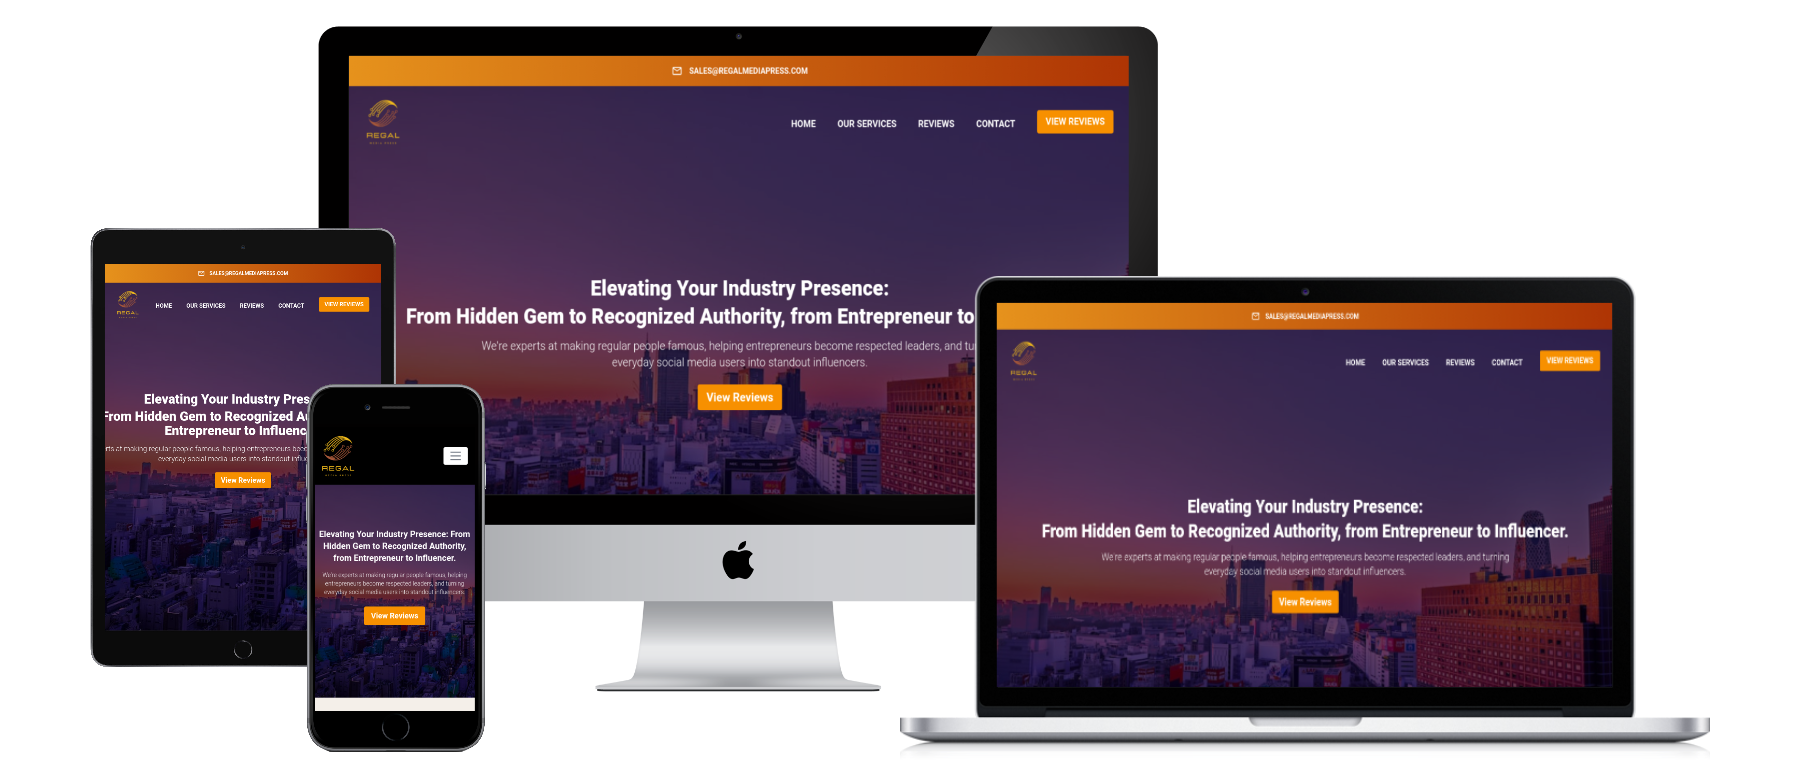 SALES@REGALMEDIAPRESS.COM
REGAL
MEDIA GROUP
HOME OUR SERVICES REVIEWS CONTACT VIEW REVIEWS
Elevating Your Industry Presence:
From Hidden Gem to Recognized Authority, from Entrepreneur to
We're experts at making regular people famous, helping entrepreneurs become respected leaders, and tu
everyday social media users into standout influencers.
View Reviews
SALES@REGALMEDIAPRESS.COM
REGAL
HOME OUR SERVICES REVIEWS CONTACT VIEW REVIEWS
Elevating Your Industry Pres
From Hidden Gem to Recognized A
Entrepreneur to Influenc
rts at making regular people famous, helping entrepreneurs beco
everyday social media users into standout influ
View Reviews
REGAL
Elevating Your Industry Presence: From
Hidden Gem to Recognized Authority,
from Entrepreneur to Influencer.
We're experts at making regular people famous, helping
entrepreneurs become respected leaders, and turning
everyday social media users into standout influencers.
View Reviews
SALES@REGALMEDIAPRESS.COM
REGAL
HOME OUR SERVICES REVIEWS CONTACT VIEW REVIEWS
Elevating Your Industry Presence:
From Hidden Gem to Recognized Authority, from Entrepreneur to Influencer.
We're experts at making regular people famous, helping entrepreneurs become respected leaders, and turning
everyday social media users into standout influencers.
View Reviews